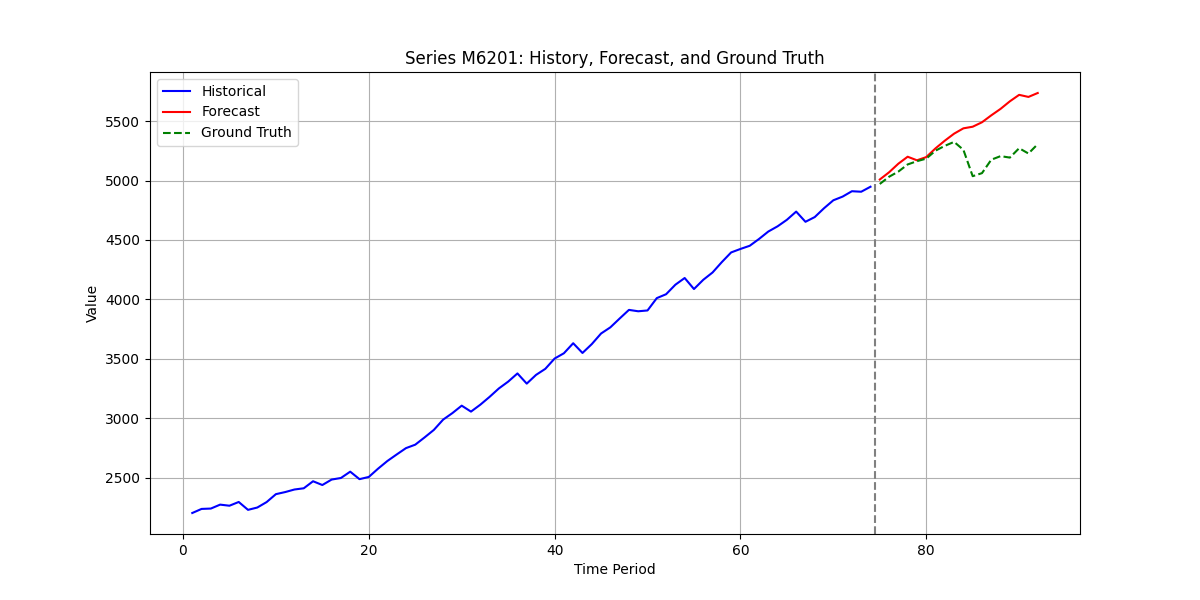 Series M6201: History, Forecast, and Ground Truth
Historical
Forecast
Ground Truth
5500
5000
4500
4000
3500
3000
2500
Value
0 20 40 60 80
Time Period